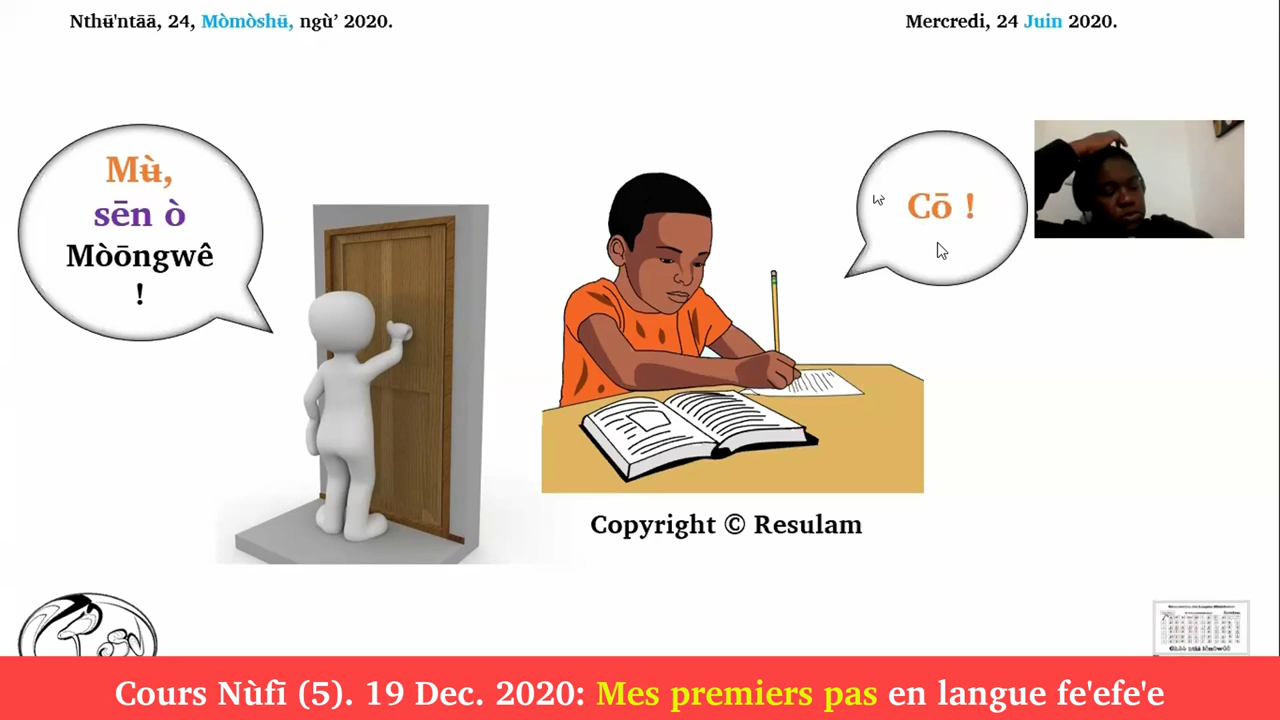 Nthʉ̄'ntāā, 24, Mòmòshʉ̄, ngù’ 2020.
Mercredi, 24 Juin 2020.
Mʉ̀,
sēn ò
Mòōngwê
!
Cō !
Copyright © Resulam
Cours Nùfī (5). 19 Dec. 2020: Mes premiers pas en langue fe'efe'e